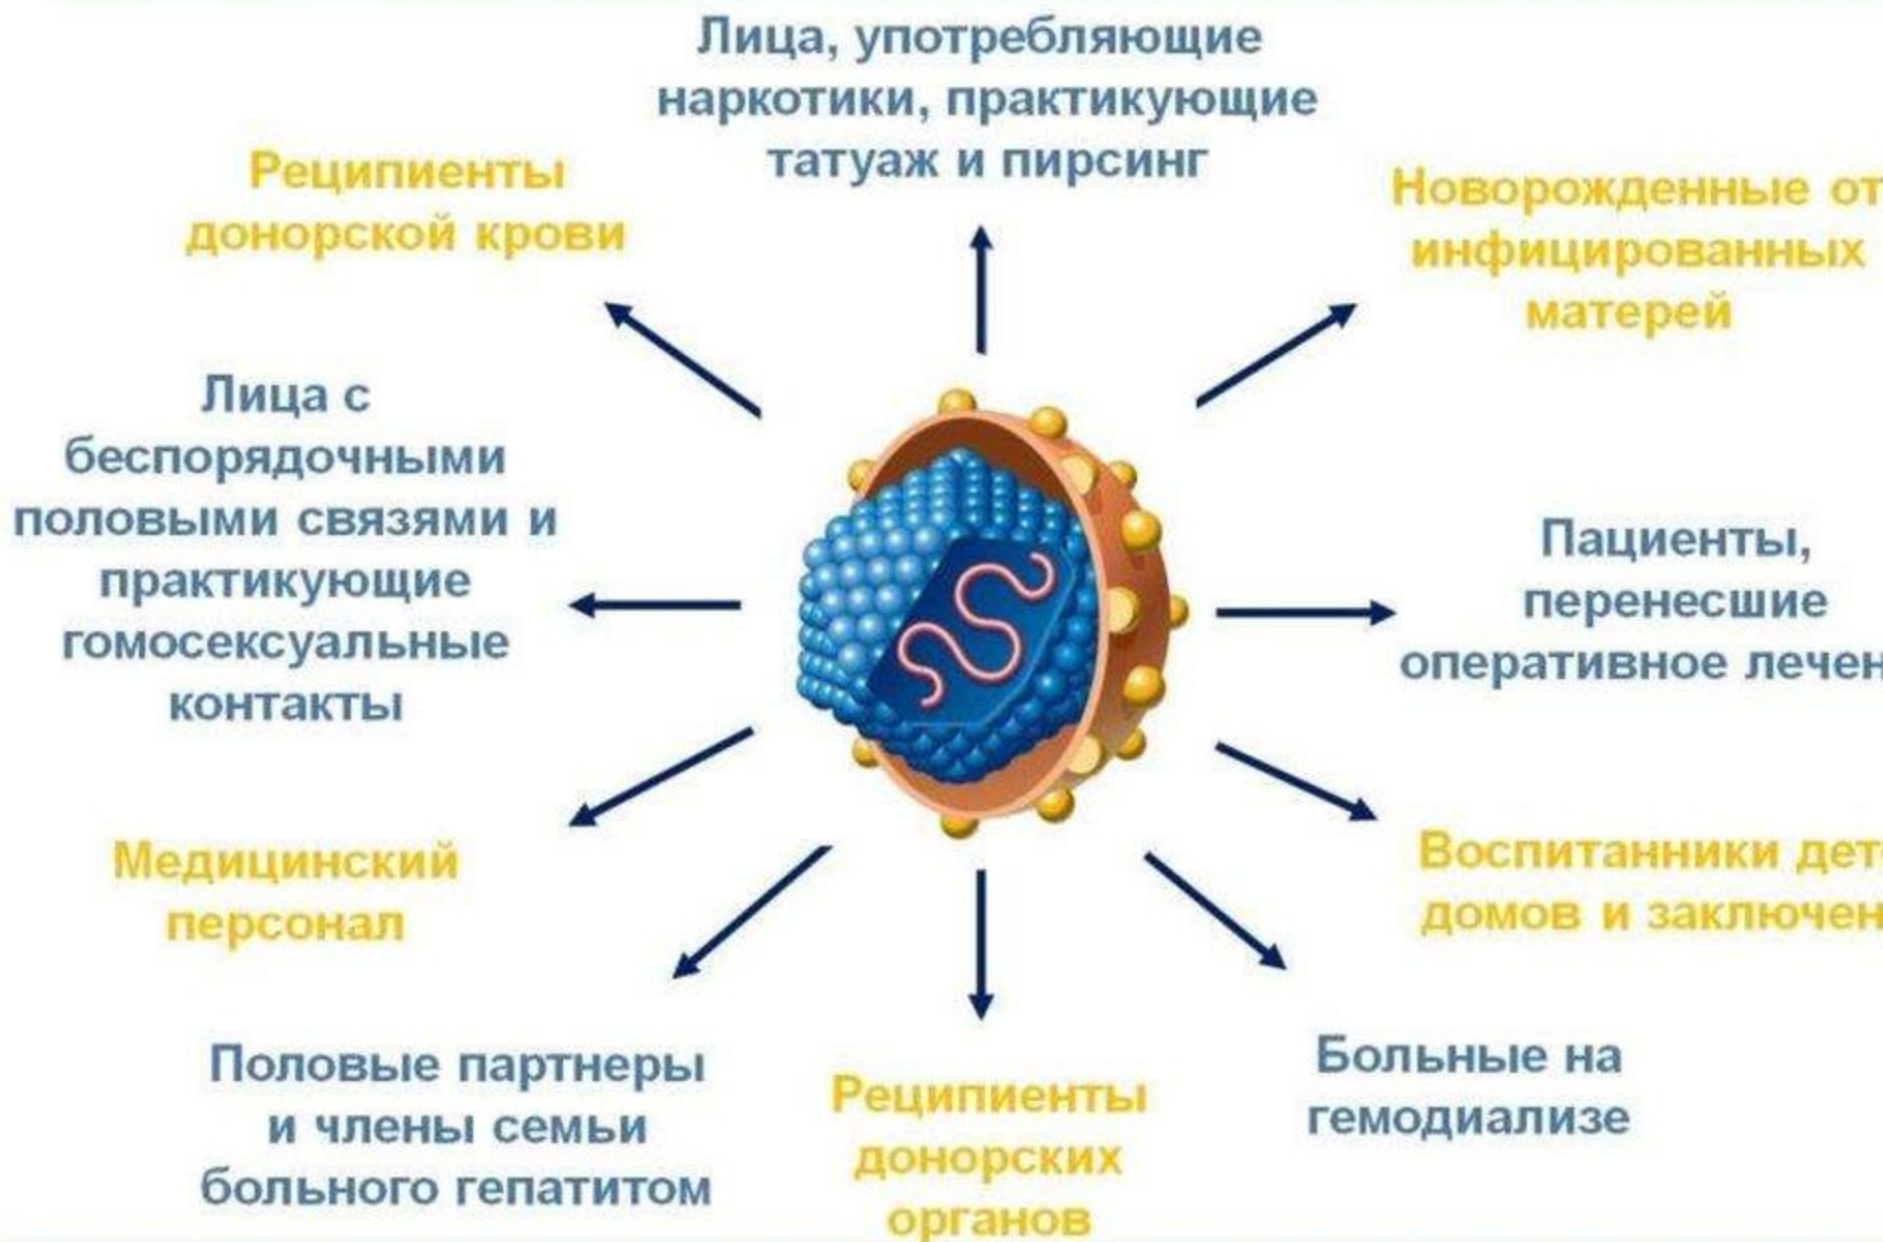 Лица, употребляющие
наркотики, практикующие
татуаж и пирсинг
Реципиенты
донорской крови
Новорожденные от
инфицированных
матерей
Лица с
беспорядочными
половыми связями и
практикующие
гомосексуальные
контакты
Пациенты,
перенесшие
оперативное
Медицинский
персонал
Воспитанники
домов и
Половые партнеры
и члены семьи
больного гепатитом
Реципиенты
донорских
органов
Больные на
гемодиализе